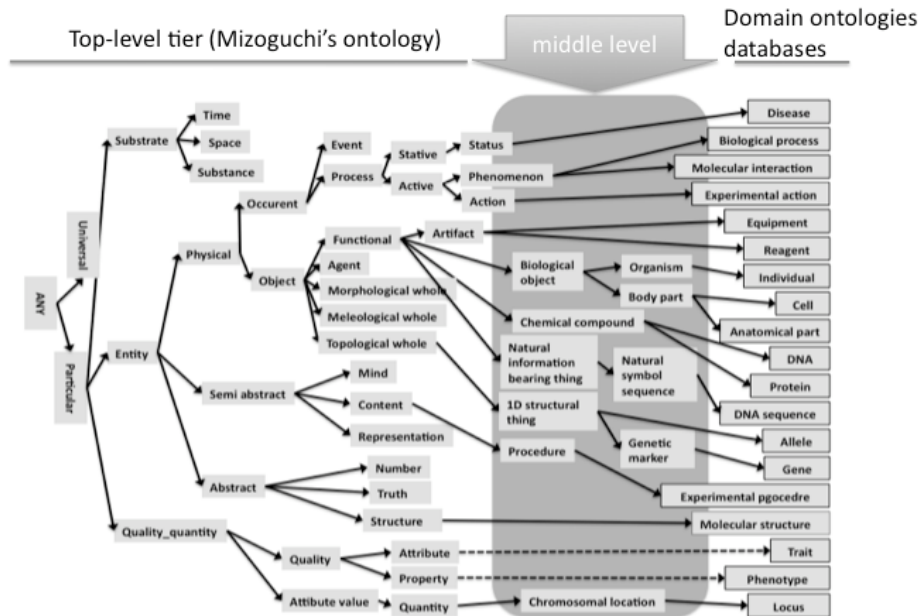 Top-level tier (Mizoguchi's ontology)
middle level
Domain ontologies
databases
ANY
Universal
Particular
Substrate
Time
Space
Substance
Entity
Physical
Occurent
Event
Process
Stative
Active
Status
Phenomenon
Action
Object
Functional
Agent
Morphological whole
Meleological whole
Topological whole
Artifact
Semi abstract
Mind
Content
Representation
Abstract
Number
Truth
Structure
Quality_quantity
Quality
Attribute
Property
Attibute value
Quantity
Biological
object
Organism
Body part
Chemical compound
Natural
information
bearing thing
Natural
symbol
sequence
1D structural
thing
Genetic
marker
Procedure
Chromosomal location
Disease
Biological process
Molecular interaction
Experimental action
Equipment
Reagent
Individual
Cell
Anatomical part
DNA
Protein
DNA sequence
Allele
Gene
Experimental pgocedre
Molecular structure
Trait
Phenotype
Locus